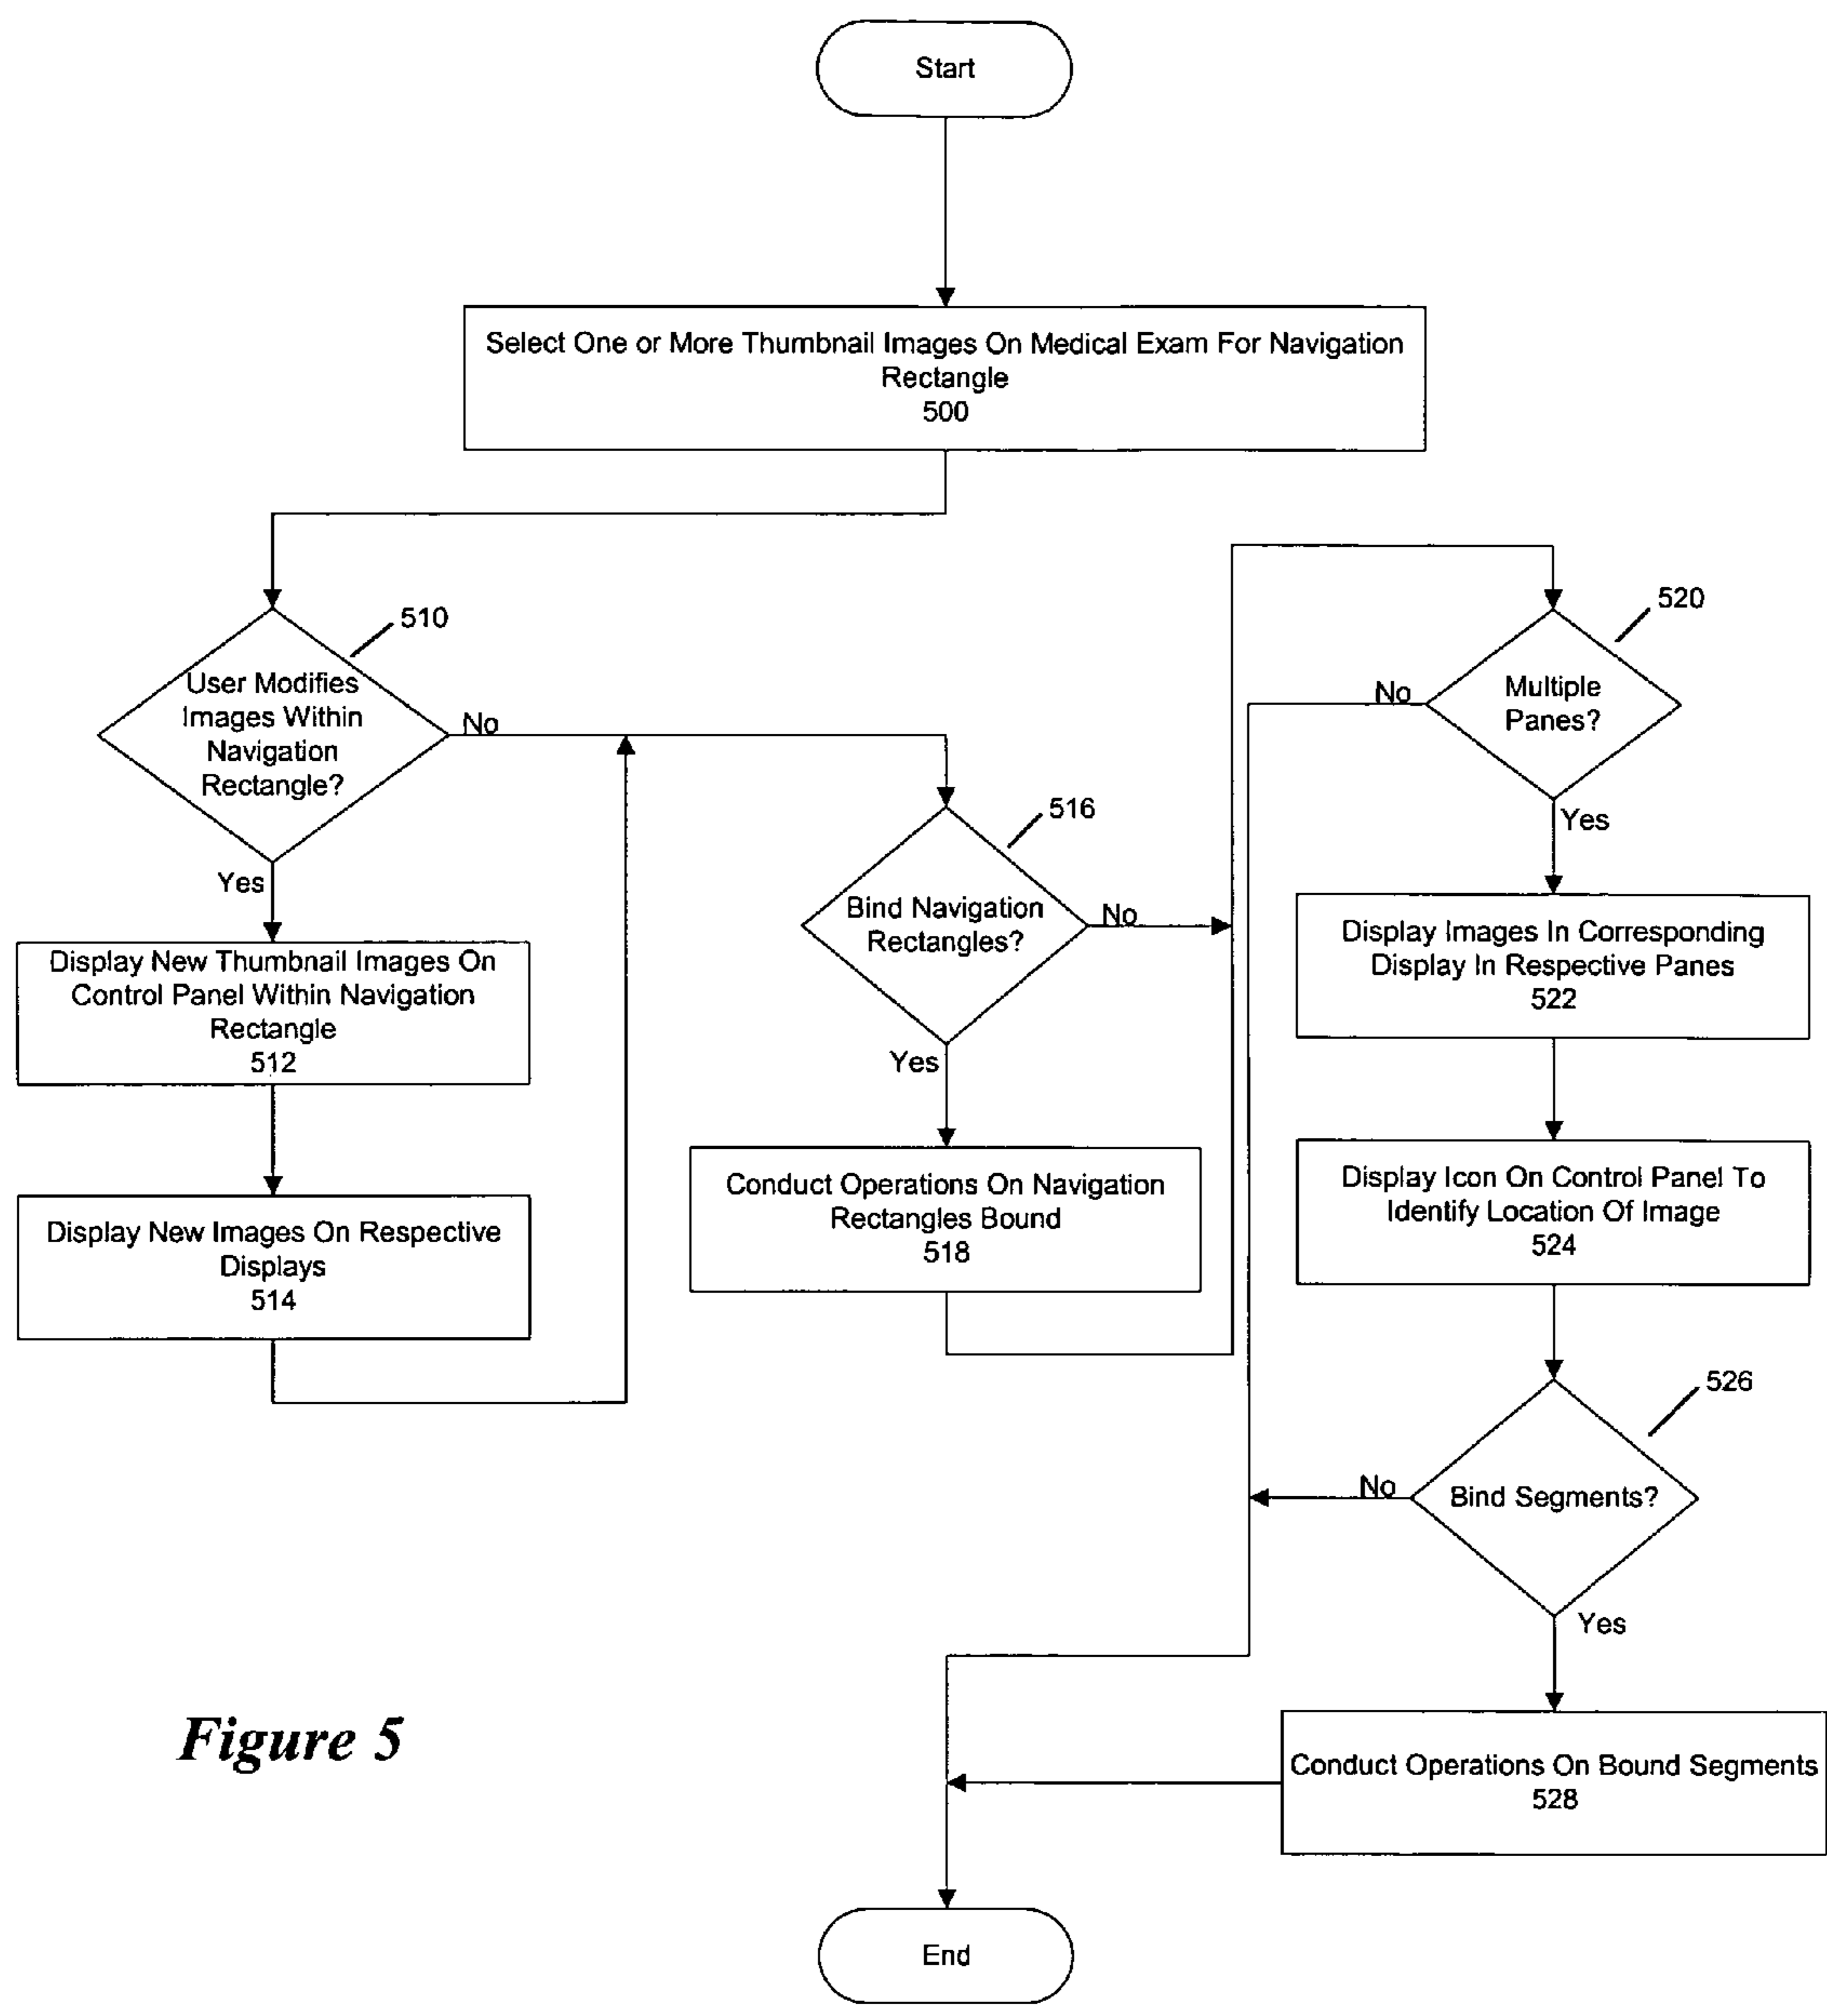 Start
Select One or More Thumbnail Images On Medical Exam For Navigation
Rectangle
500
510
User Modifies
Images Within
Navigation
Rectangle?
No
Yes
Display New Thumbnail Images On
Control Panel Within Navigation
Rectangle
512
Display New Images On Respective
Displays
514
516
Bind Navigation
Rectangles?
No
Yes
Conduct Operations On Navigation
Rectangles Bound
518
520
Multiple
Panes?
No
Yes
Display Images In Corresponding
Display In Respective Panes
522
Display Icon On Control Panel To
Identify Location Of Image
524
526
Bind Segments?
No
Yes
Conduct Operations On Bound Segments
528
End
Figure 5